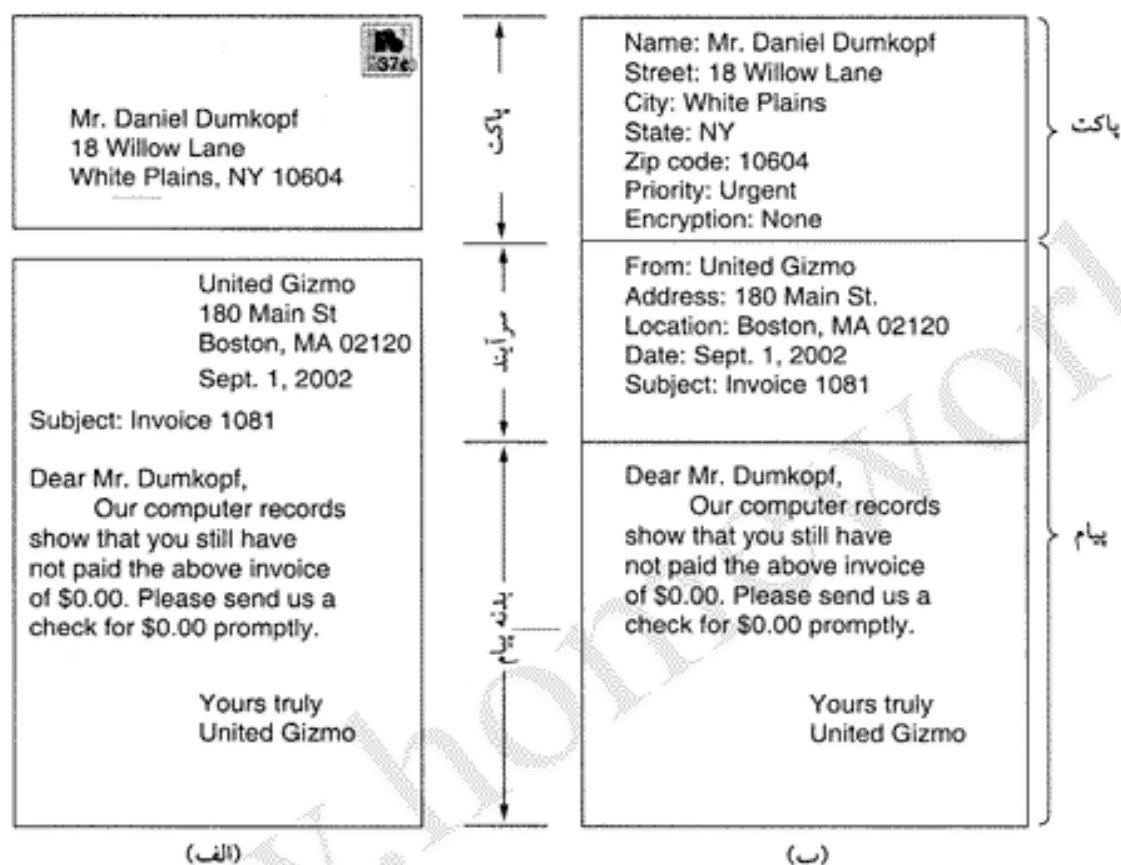 37¢
Mr. Daniel Dumkopf
18 Willow Lane
White Plains, NY 10604
United Gizmo
180 Main St
Boston, MA 02120
Sept. 1, 2002
Subject: Invoice 1081
Dear Mr. Dumkopf,
Our computer records
show that you still have
not paid the above invoice
of $0.00. Please send us a
check for $0.00 promptly.
Yours truly
United Gizmo
(الف)
پاکت
سرآیند
بدنه پیام
Name: Mr. Daniel Dumkopf
Street: 18 Willow Lane
City: White Plains
State: NY
Zip code: 10604
Priority: Urgent
Encryption: None
From: United Gizmo
Address: 180 Main St.
Location: Boston, MA 02120
Date: Sept. 1, 2002
Subject: Invoice 1081
Dear Mr. Dumkopf,
Our computer records
show that you still have
not paid the above invoice
of $0.00. Please send us a
check for $0.00 promptly.
Yours truly
United Gizmo
(ب)
پاکت
پیام